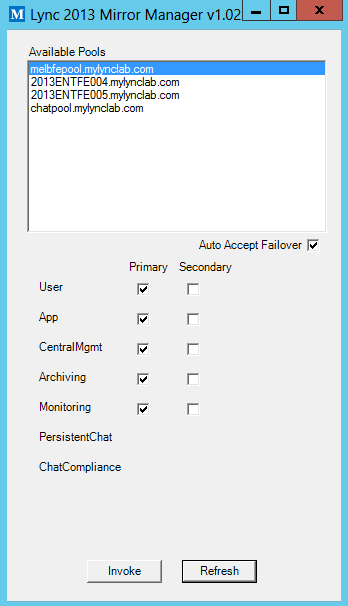 M Lync 2013 Mirror Manager v1.02
Available Pools
melbfepool.mylynclab.com
2013ENTFE004.mylynclab.com
2013ENTFE005.mylynclab.com
chatpool.mylynclab.com
Auto Accept Failover
Primary Secondary
User
App
CentralMgmt
Archiving
Monitoring
PersistentChat
ChatCompliance
Invoke Refresh